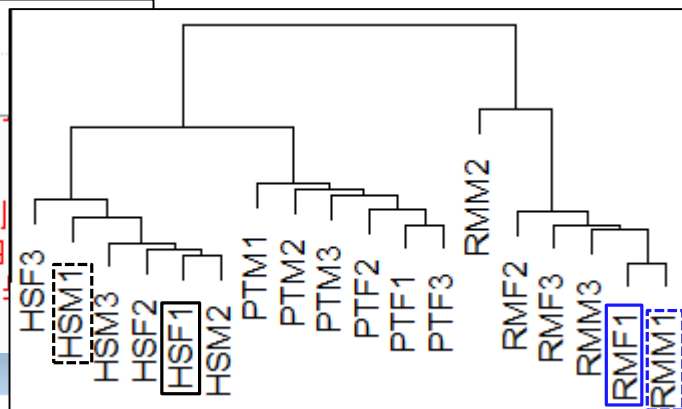 HSF3
HSM1
HSM3
HSF2
HSF1
HSM2
PTM1
PTM2
PTM3
PTF2
PTF1
PTF3
RMM2
RMF2
RMF3
RMM3
RMF1
RMM1